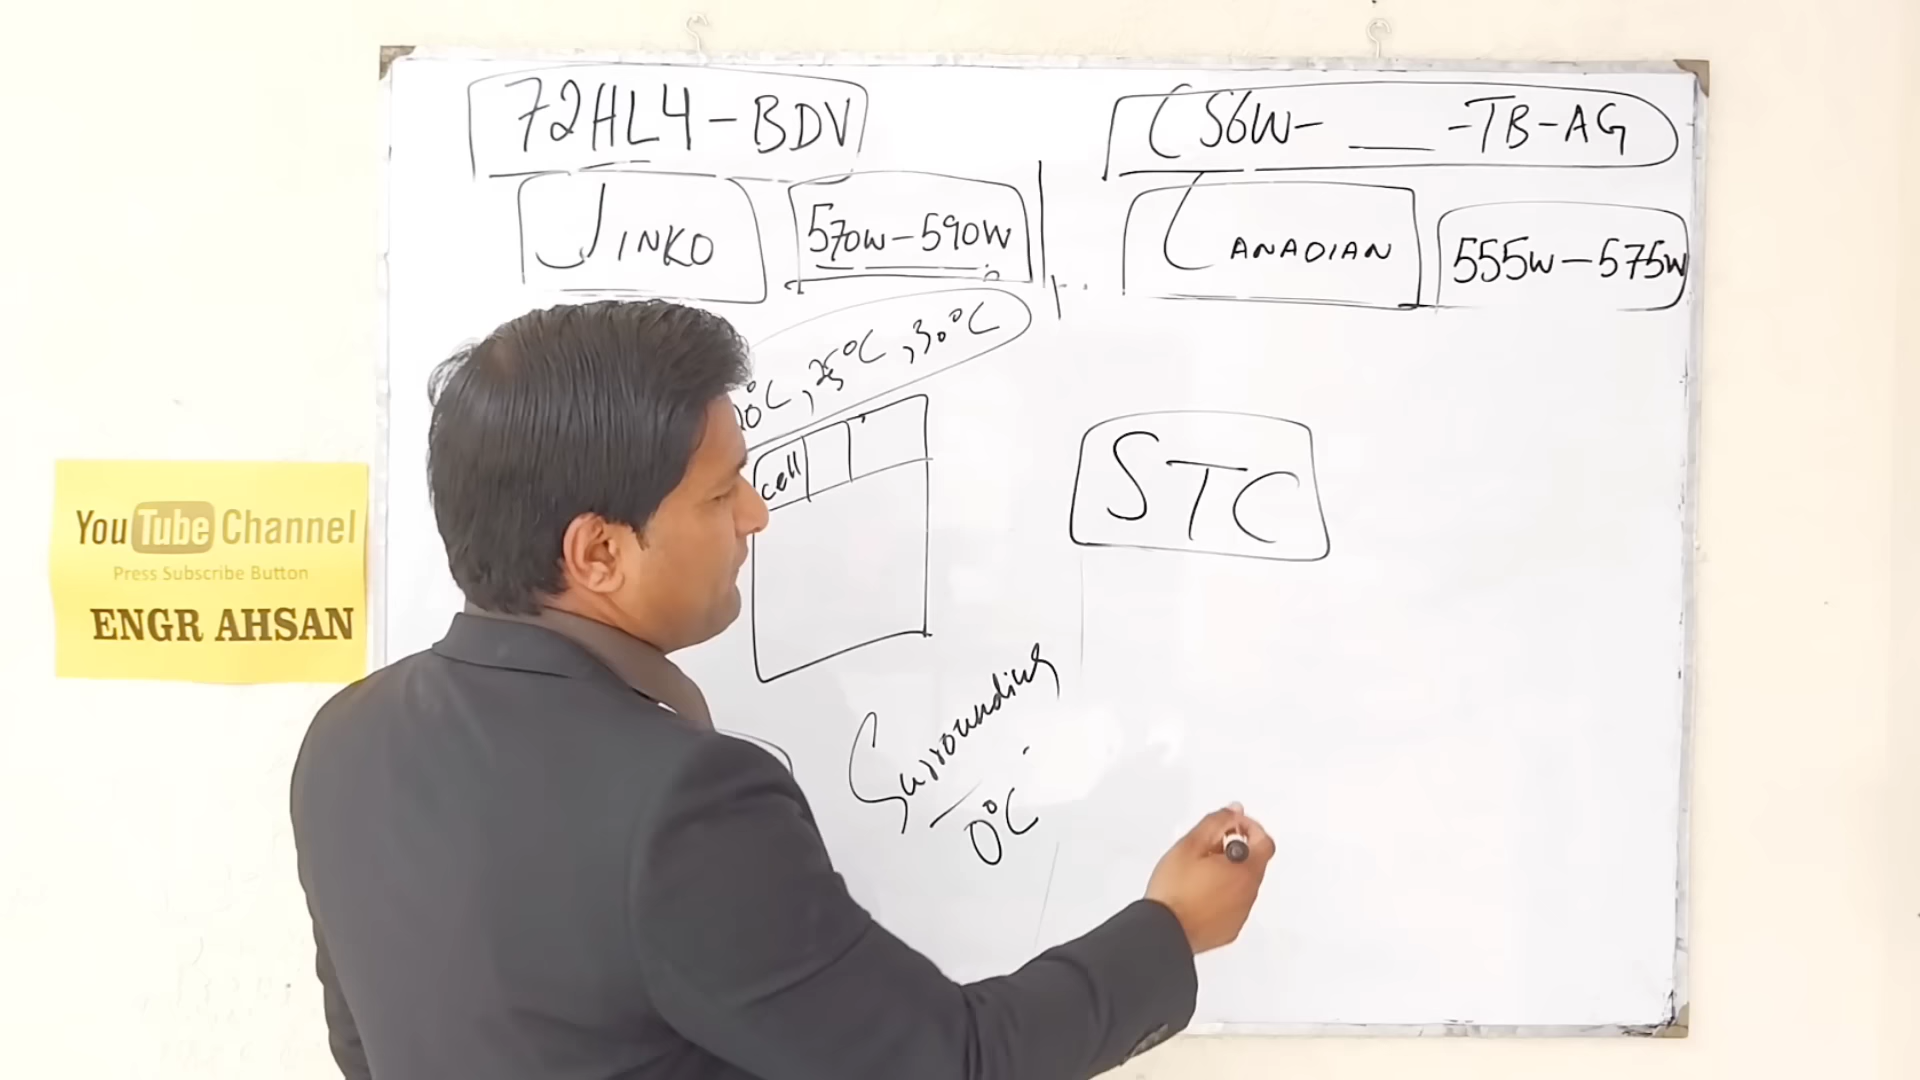 72HL4-BDV
JINKO
570W-590W
CS6W-___-TB-AG
CANADIAN
555W-575W
0°C, 25°C, 30°C
cell
STC
Surrounding
0°C
YouTube Channel
Press Subscribe Button
ENGR AHSAN